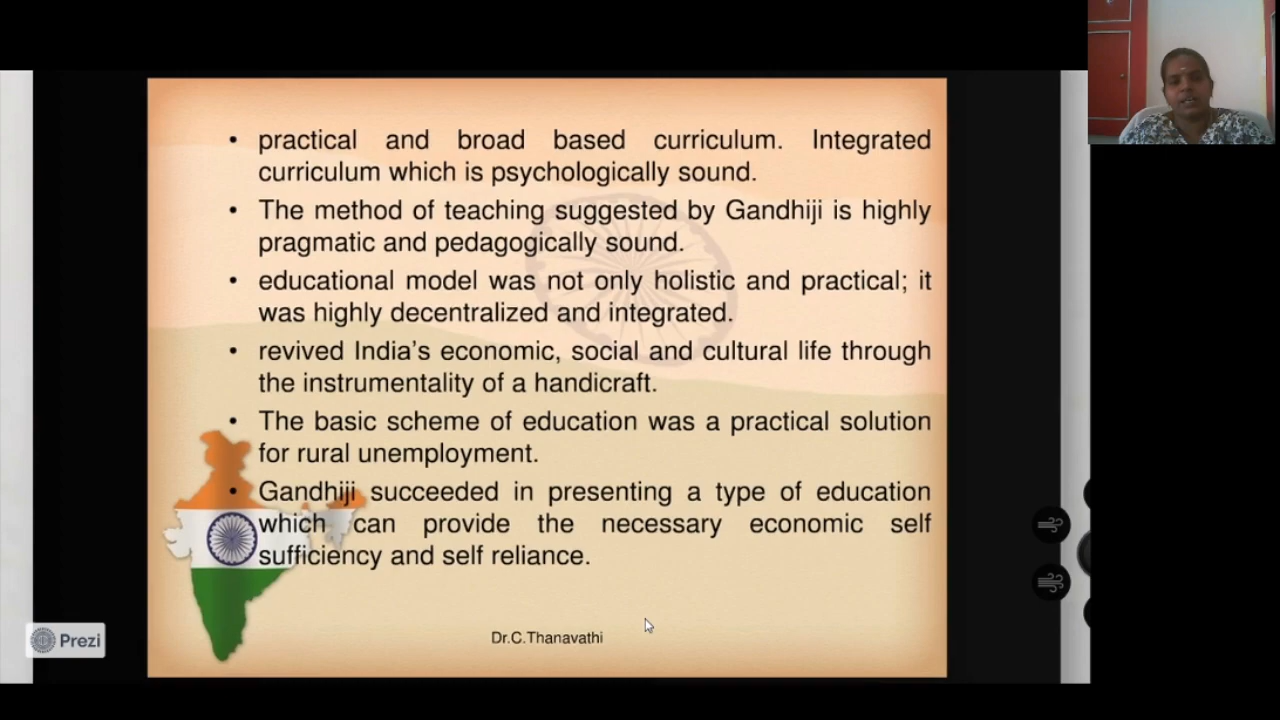 • practical and broad based curriculum. Integrated
curriculum which is psychologically sound.
• The method of teaching suggested by Gandhiji is highly
pragmatic and pedagogically sound.
• educational model was not only holistic and practical; it
was highly decentralized and integrated.
• revived India's economic, social and cultural life through
the instrumentality of a handicraft.
• The basic scheme of education was a practical solution
for rural unemployment.
• Gandhiji succeeded in presenting a type of education
which can provide the necessary economic self
sufficiency and self reliance.
Dr.C.Thanavathi
Prezi